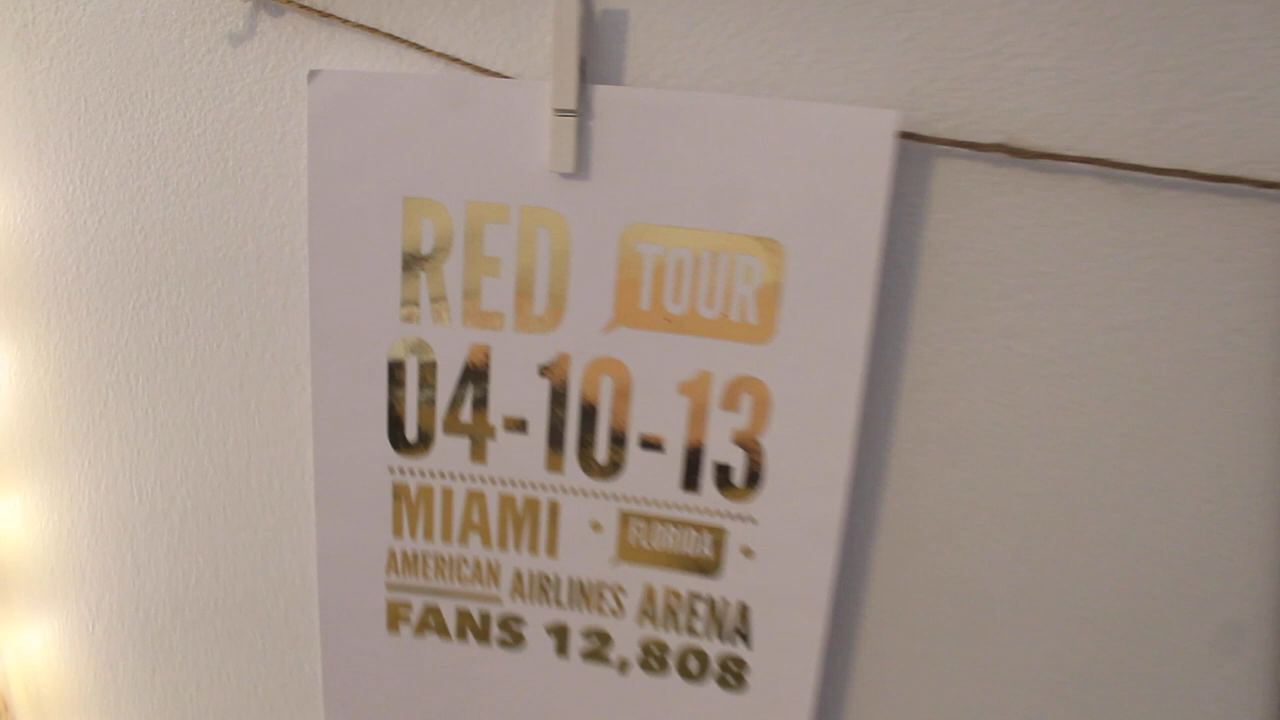 RED TOUR
04-10-13
MIAMI · FLORIDA ·
AMERICAN AIRLINES ARENA
FANS 12,808